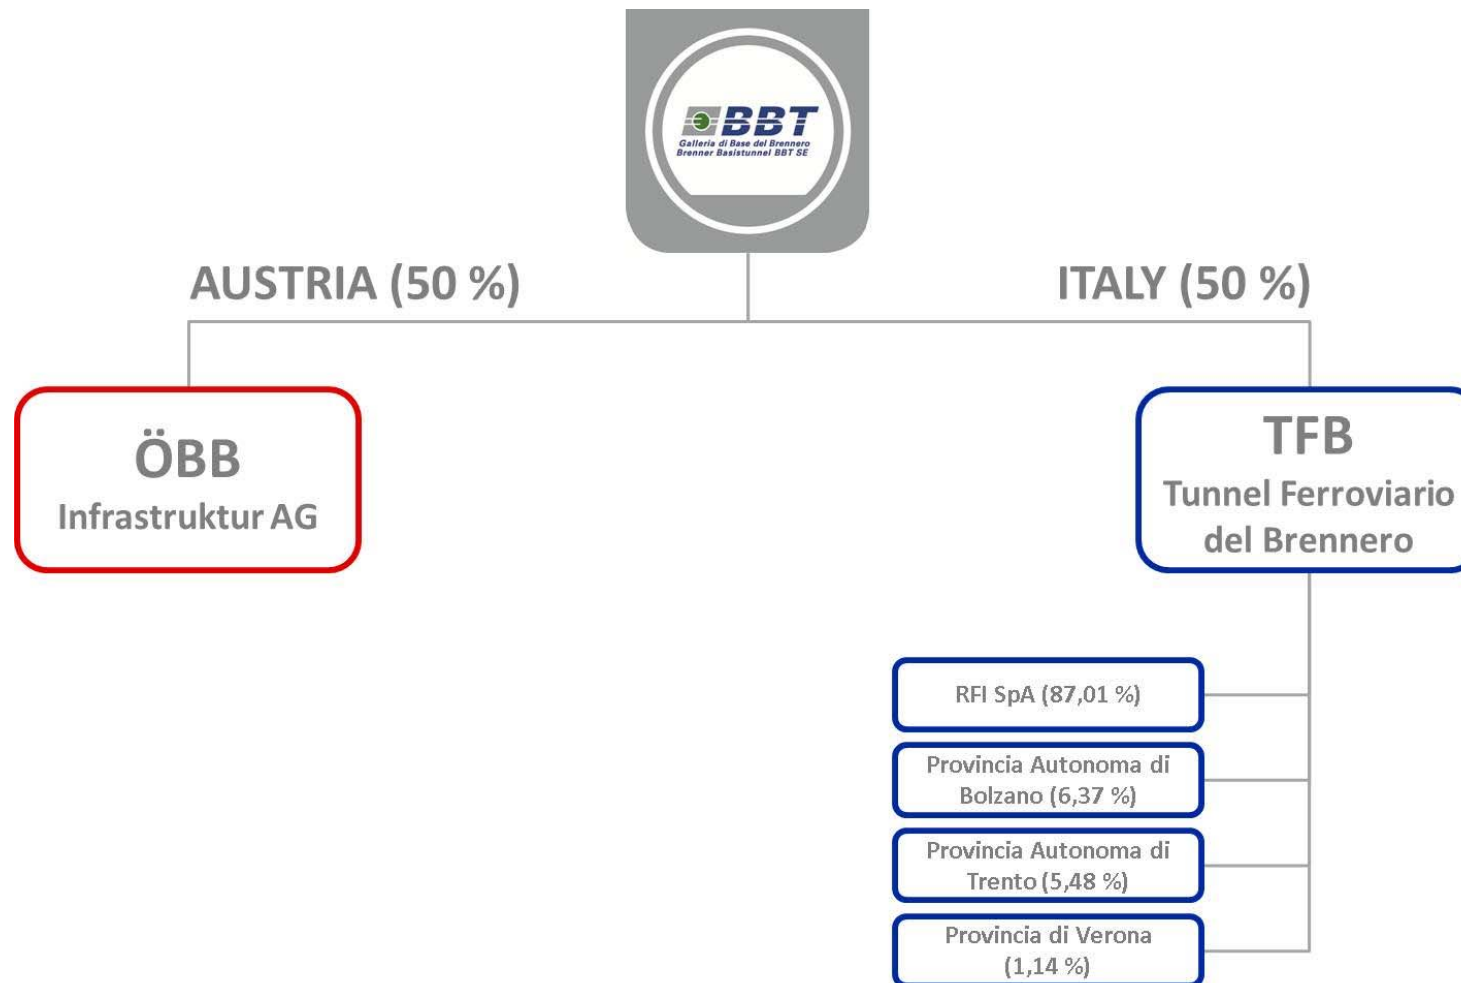 BBT
Galleria di Base del Brennero
Brenner Basistunnel BBT SE
AUSTRIA (50 %)
ITALY (50 %)
ÖBB
Infrastruktur AG
TFB
Tunnel Ferroviario
del Brennero
RFI SpA (87,01 %)
Provincia Autonoma di
Bolzano (6,37 %)
Provincia Autonoma di
Trento (5,48 %)
Provincia di Verona
(1,14 %)